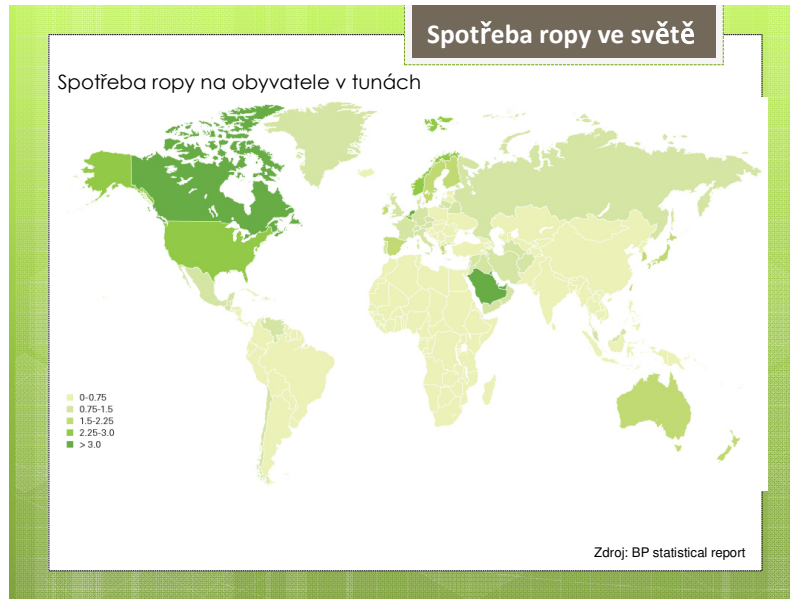 Spotřeba ropy ve světě
Spotřeba ropy na obyvatele v tunách
0-0.75
0.75-1.5
1.5-2.25
2.25-3.0
> 3.0
Zdroj: BP statistical report